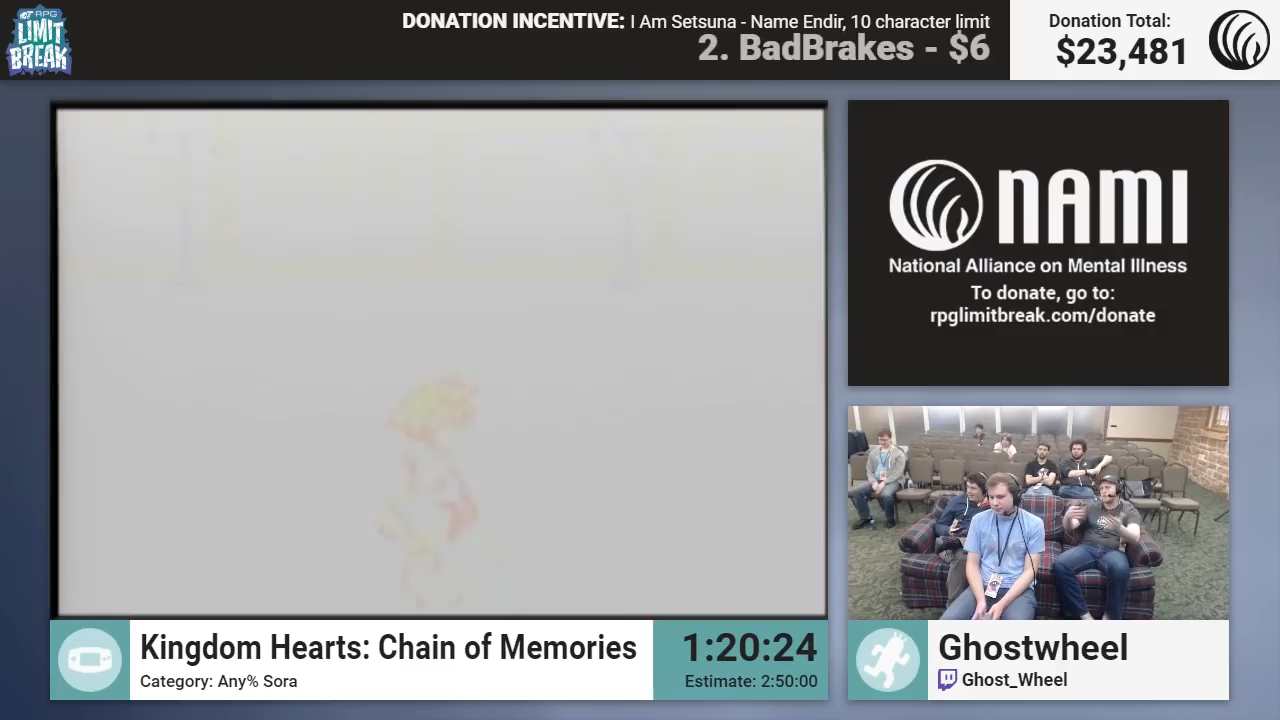 RPG
LIMIT
BREAK
DONATION INCENTIVE: I Am Setsuna - Name Endir, 10 character limit
2. BadBrakes - $6
Donation Total:
$23,481
NAMI
National Alliance on Mental Illness
To donate, go to:
rpglimitbreak.com/donate
Kingdom Hearts: Chain of Memories
Category: Any% Sora
1:20:24
Estimate: 2:50:00
Ghostwheel
Ghost_Wheel